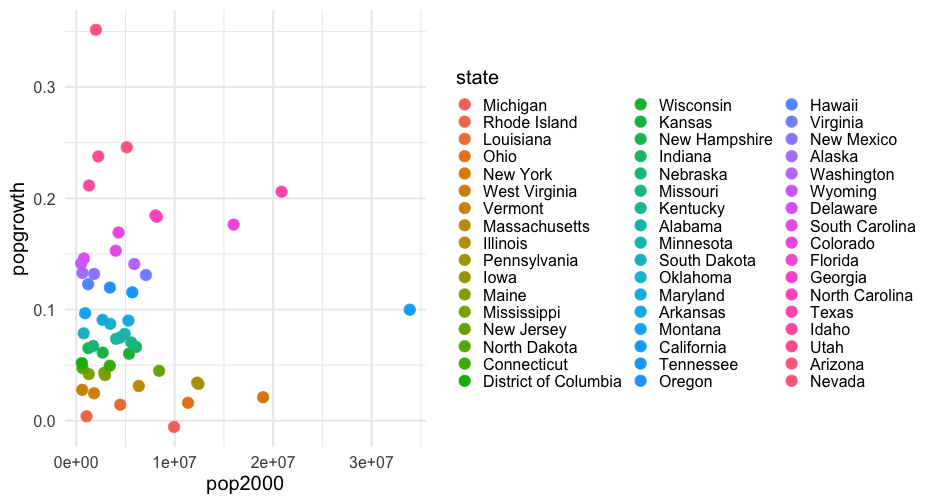 0.3
0.2
0.1
0.0
popgrowth
0e+00 1e+07 2e+07 3e+07
pop2000
state
Michigan
Rhode Island
Louisiana
Ohio
New York
West Virginia
Vermont
Massachusetts
Illinois
Pennsylvania
Iowa
Maine
Mississippi
New Jersey
North Dakota
Connecticut
District of Columbia
Wisconsin
Kansas
New Hampshire
Indiana
Nebraska
Missouri
Kentucky
Alabama
Minnesota
South Dakota
Oklahoma
Maryland
Arkansas
Montana
California
Tennessee
Oregon
Hawaii
Virginia
New Mexico
Alaska
Washington
Wyoming
Delaware
South Carolina
Colorado
Florida
Georgia
North Carolina
Texas
Idaho
Utah
Arizona
Nevada